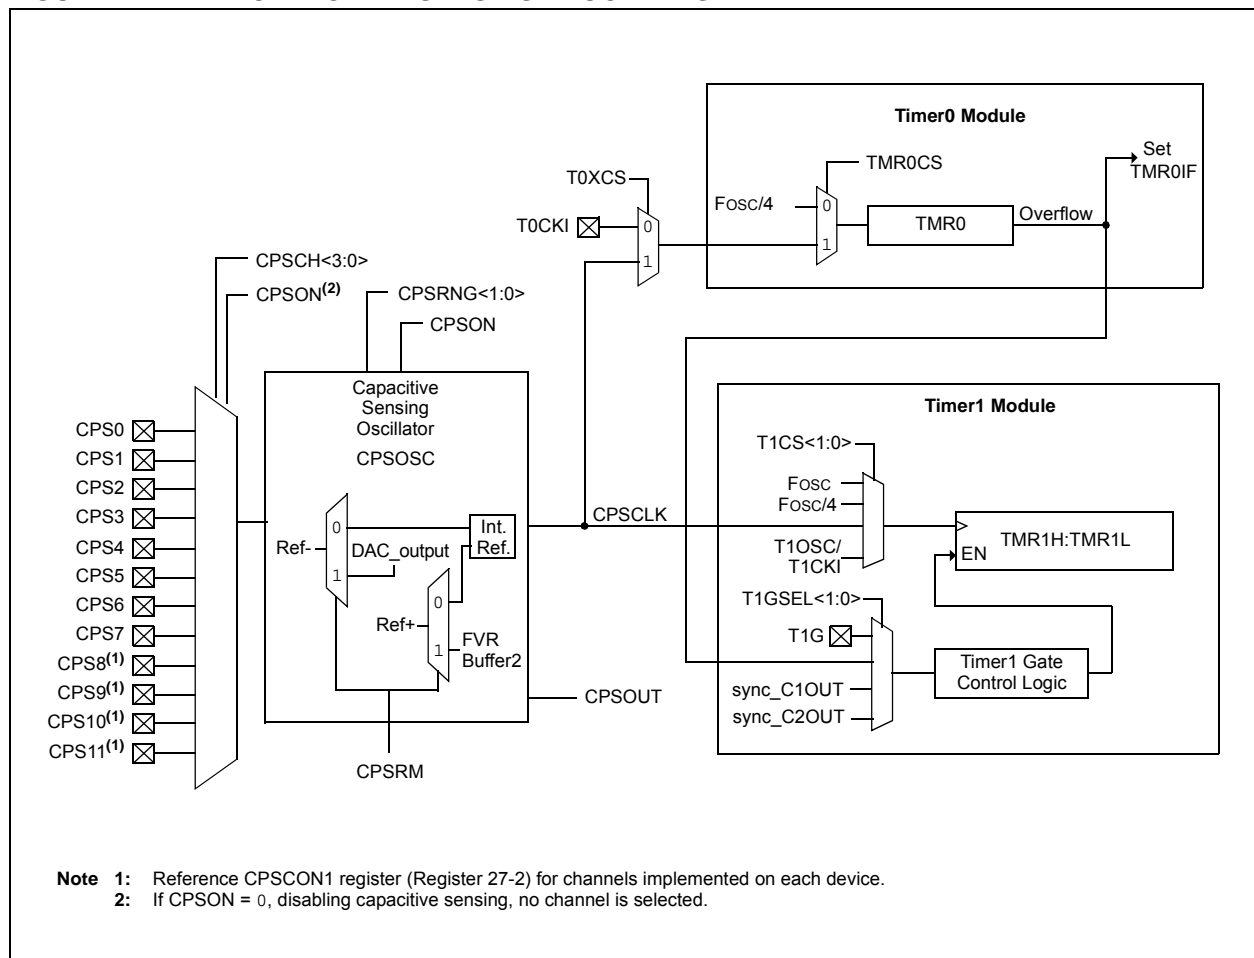 Timer0 Module
Set
TMR0IF
TMR0CS
T0XCS
FOSC/4
0
1
TMR0
Overflow
T0CKI
0
1
CPSCH<3:0>
CPSON(2)
CPSRNG<1:0>
CPSON
Capacitive
Sensing
Oscillator
CPSOSC
Timer1 Module
T1CS<1:0>
FOSC
FOSC/4
CPSCLK
T1OSC/
T1CKI
TMR1H:TMR1L
EN
T1GSEL<1:0>
T1G
Timer1 Gate
Control Logic
sync_C1OUT
sync_C2OUT
CPS0
CPS1
CPS2
CPS3
CPS4
CPS5
CPS6
CPS7
CPS8(1)
CPS9(1)
CPS10(1)
CPS11(1)
0
1
Ref-
DAC_output
Int.
Ref.
0
1
Ref+
FVR
Buffer2
CPSOUT
CPSRM
Note 1: Reference CPSCON1 register (Register 27-2) for channels implemented on each device.
2: If CPSON = 0, disabling capacitive sensing, no channel is selected.